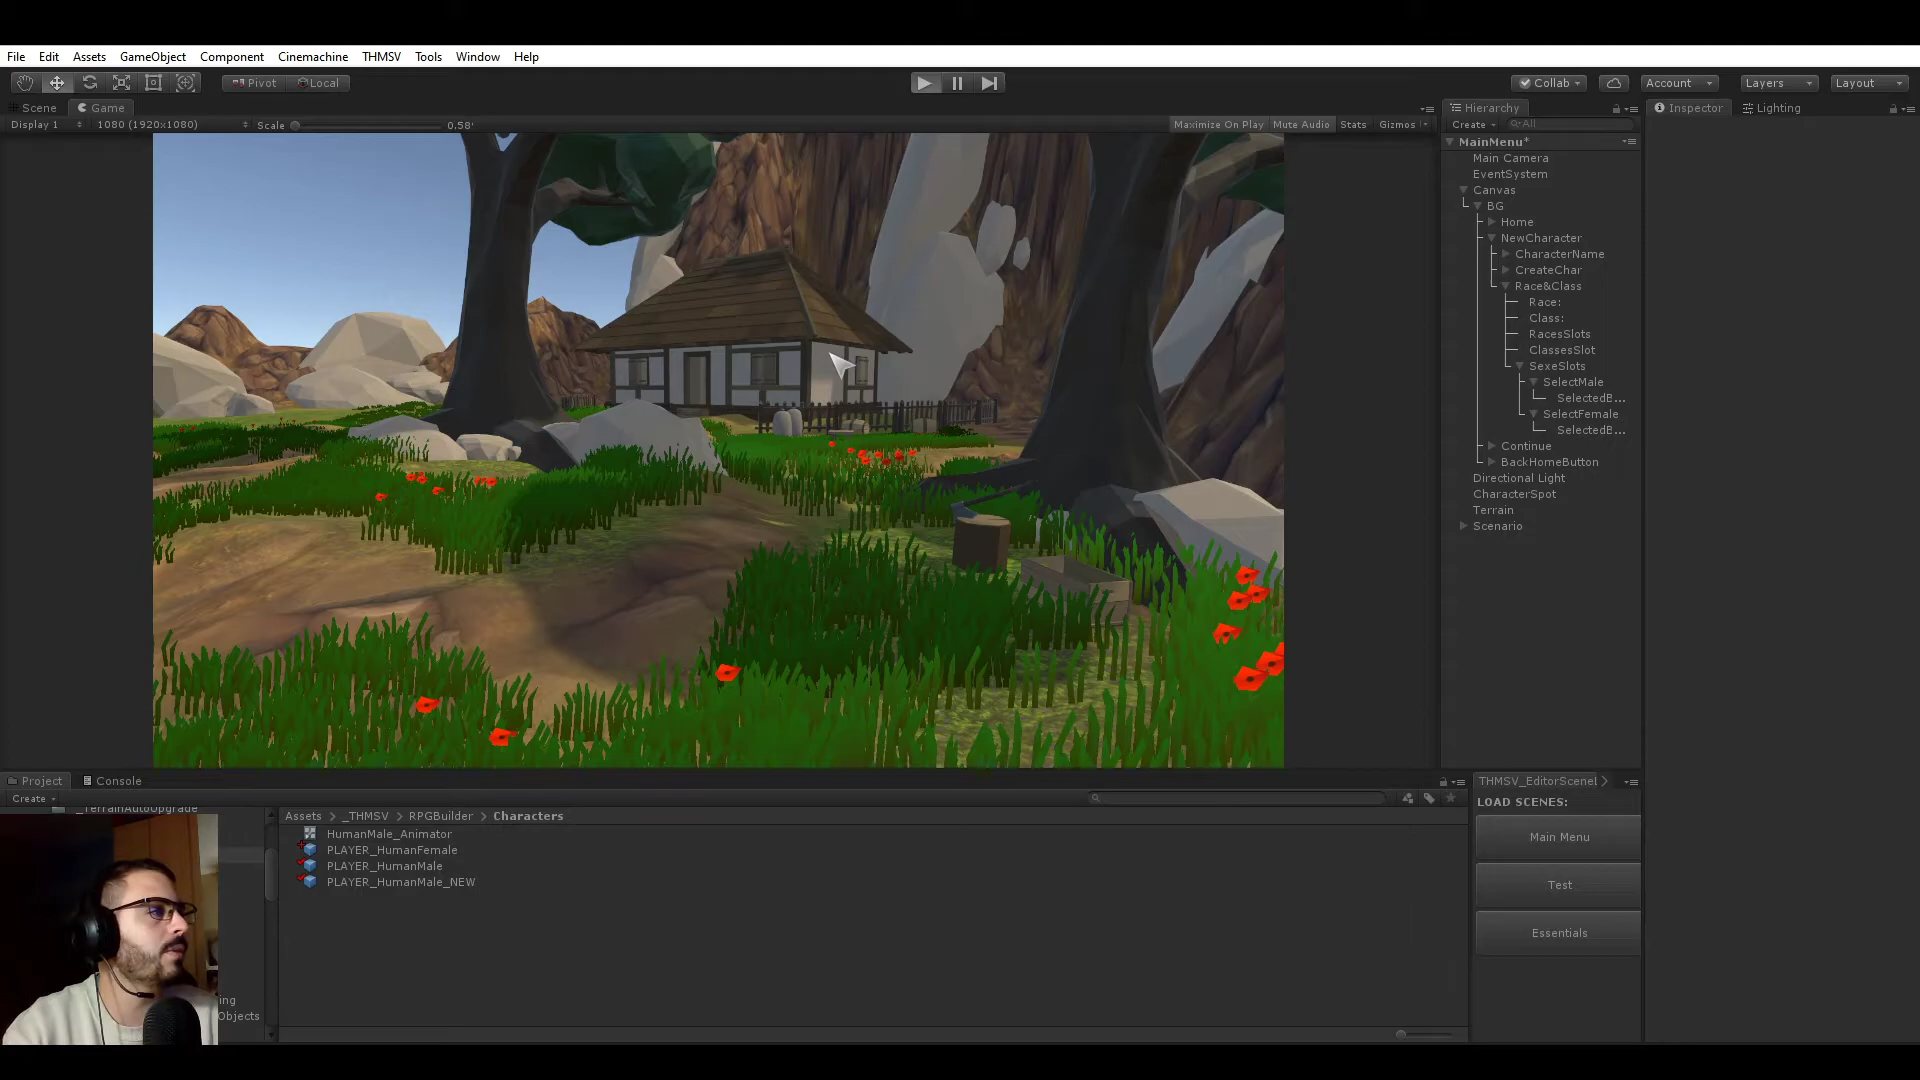 File Edit Assets GameObject Component Cinemachine THMSV Tools Window Help
Pivot Local Collab Account Layers Layout
Scene Game Hierarchy Inspector Lighting
Display 1 1080 (1920x1080) Scale 0.58 Maximize On Play Mute Audio Stats Gizmos Create All
MainMenu*
Main Camera
EventSystem
Canvas
BG
Home
NewCharacter
CharacterName
CreateChar
Race&Class
Race:
Class:
RacesSlots
ClassesSlot
SexeSlots
SelectMale
SelectedB...
SelectFemale
SelectedB...
Continue
BackHomeButton
Directional Light
CharacterSpot
Terrain
Scenario
Project Console THMSV_EditorScenel
Create LOAD SCENES:
_TerrainAutoUpgrade
Assets > _THMSV > RPGBuilder > Characters
HumanMale_Animator
PLAYER_HumanFemale
PLAYER_HumanMale
PLAYER_HumanMale_NEW
Main Menu
Test
Essentials
ing
Objects